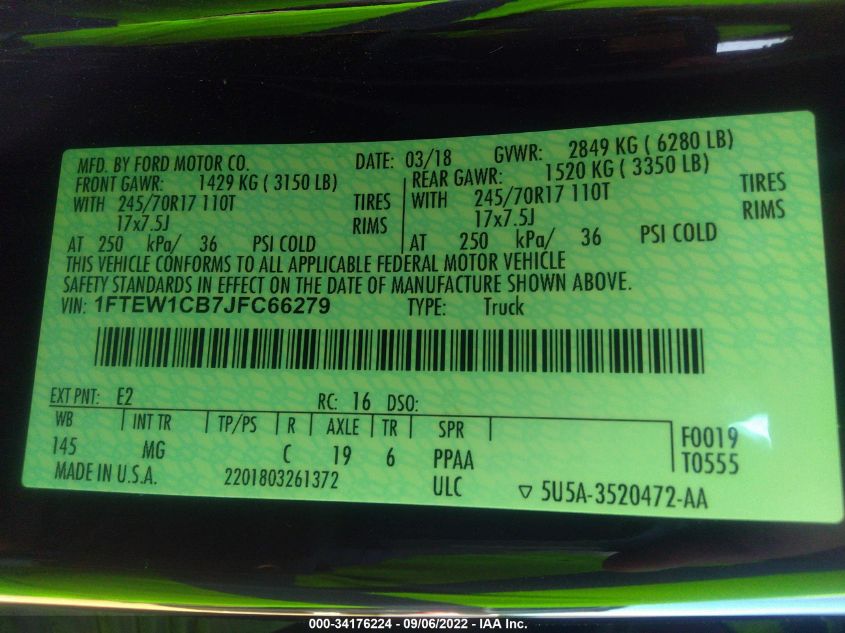 MFD. BY FORD MOTOR CO. DATE: 03/18 GVWR: 2849 KG ( 6280 LB)
FRONT GAWR: 1429 KG ( 3150 LB) REAR GAWR: 1520 KG ( 3350 LB)
WITH 245/70R17 110T TIRES WITH 245/70R17 110T TIRES
17x7.5J RIMS 17x7.5J RIMS
AT 250 kPa/ 36 PSI COLD AT 250 kPa/ 36 PSI COLD
THIS VEHICLE CONFORMS TO ALL APPLICABLE FEDERAL MOTOR VEHICLE
SAFETY STANDARDS IN EFFECT ON THE DATE OF MANUFACTURE SHOWN ABOVE.
VIN: 1FTEW1CB7JFC66279 TYPE: Truck
EXT PNT: E2 RC: 16 DSO:
WB INT TR TP/PS R AXLE TR SPR F0019
145 MG C 19 6 PPAA T0555
MADE IN U.S.A. 2201803261372 ULC ▽ 5U5A-3520472-AA
000-34176224 - 09/06/2022 - IAA Inc.